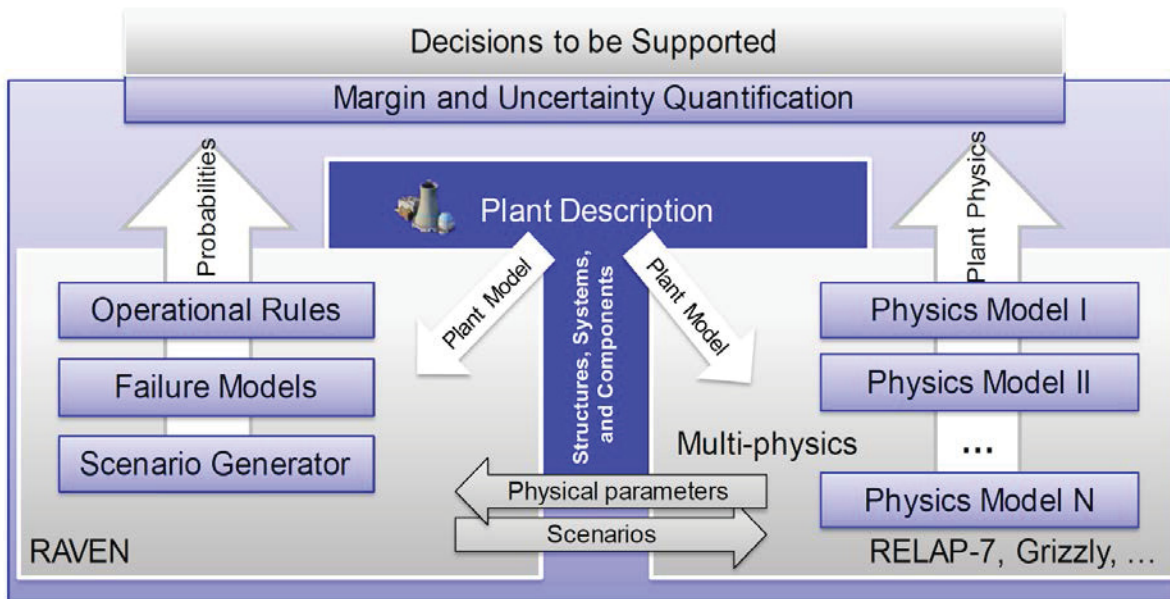 Decisions to be Supported
Margin and Uncertainty Quantification
Probabilities
Plant Physics
Plant Description
Plant Model
Plant Model
Structures, Systems,
and Components
Operational Rules
Failure Models
Scenario Generator
RAVEN
Physics Model I
Physics Model II
...
Multi-physics
Physics Model N
RELAP-7, Grizzly, ...
Physical parameters
Scenarios